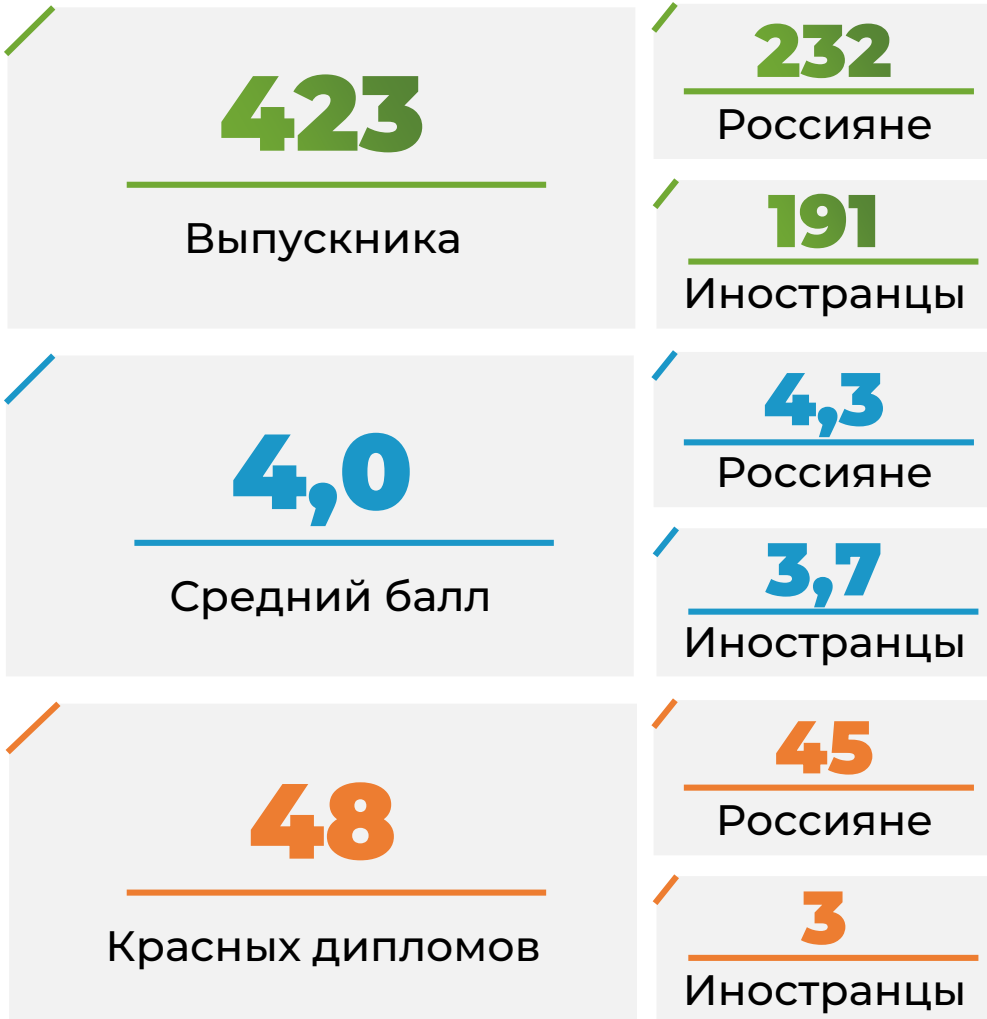 423
Выпускника
232
Россияне
191
Иностранцы
4,0
Средний балл
4,3
Россияне
3,7
Иностранцы
48
Красных дипломов
45
Россияне
3
Иностранцы